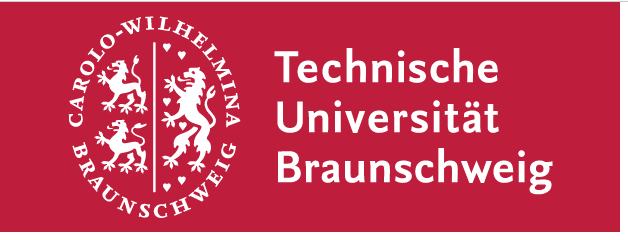 CAROLO-WILHELMINA
BRAUNSCHWEIG
Technische
Universität
Braunschweig